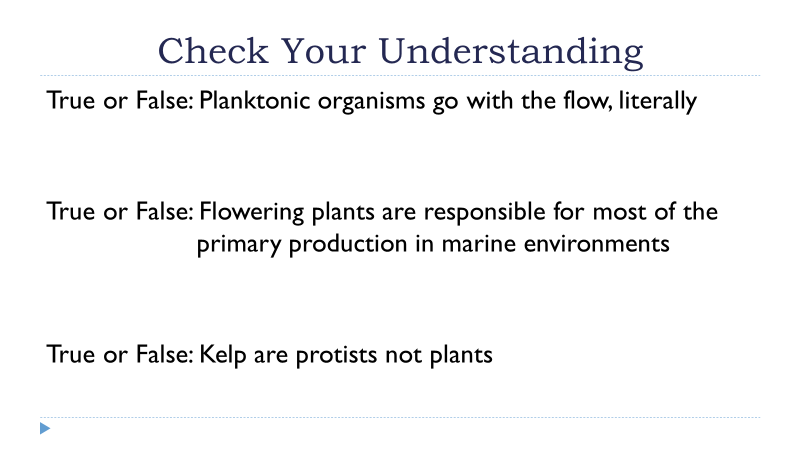 Check Your Understanding
True or False: Planktonic organisms go with the flow, literally
True or False: Flowering plants are responsible for most of the
primary production in marine environments
True or False: Kelp are protists not plants